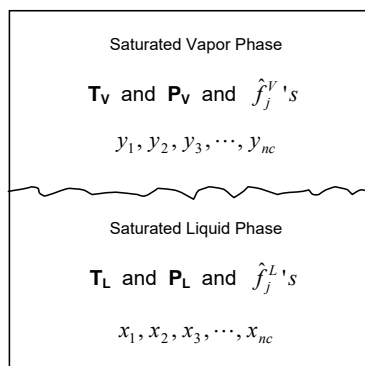 Saturated Vapor Phase
T_V and P_V and f̂_j^V 's
y_1, y_2, y_3, ⋯, y_nc
Saturated Liquid Phase
T_L and P_L and f̂_j^L 's
x_1, x_2, x_3, ⋯, x_nc